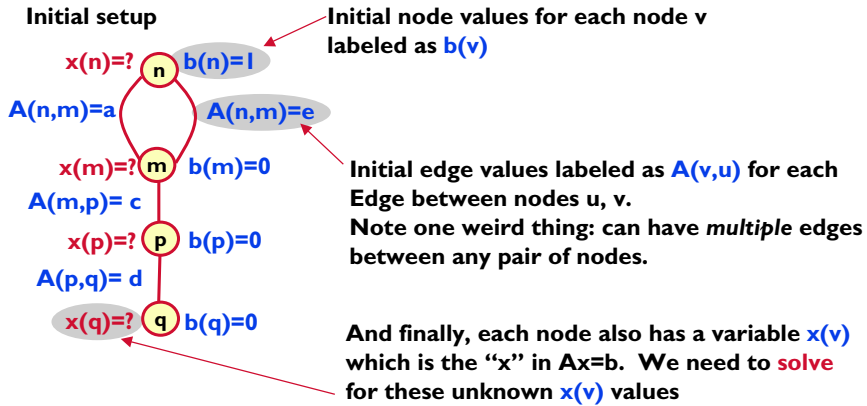 Initial setup
Initial node values for each node v
labeled as b(v)
x(n)=? n b(n)=1
A(n,m)=a A(n,m)=e
x(m)=? m b(m)=0
Initial edge values labeled as A(v,u) for each
Edge between nodes u, v.
A(m,p)= c
Note one weird thing: can have multiple edges
between any pair of nodes.
x(p)=? p b(p)=0
A(p,q)= d
x(q)=? q b(q)=0
And finally, each node also has a variable x(v)
which is the “x” in Ax=b. We need to solve
for these unknown x(v) values